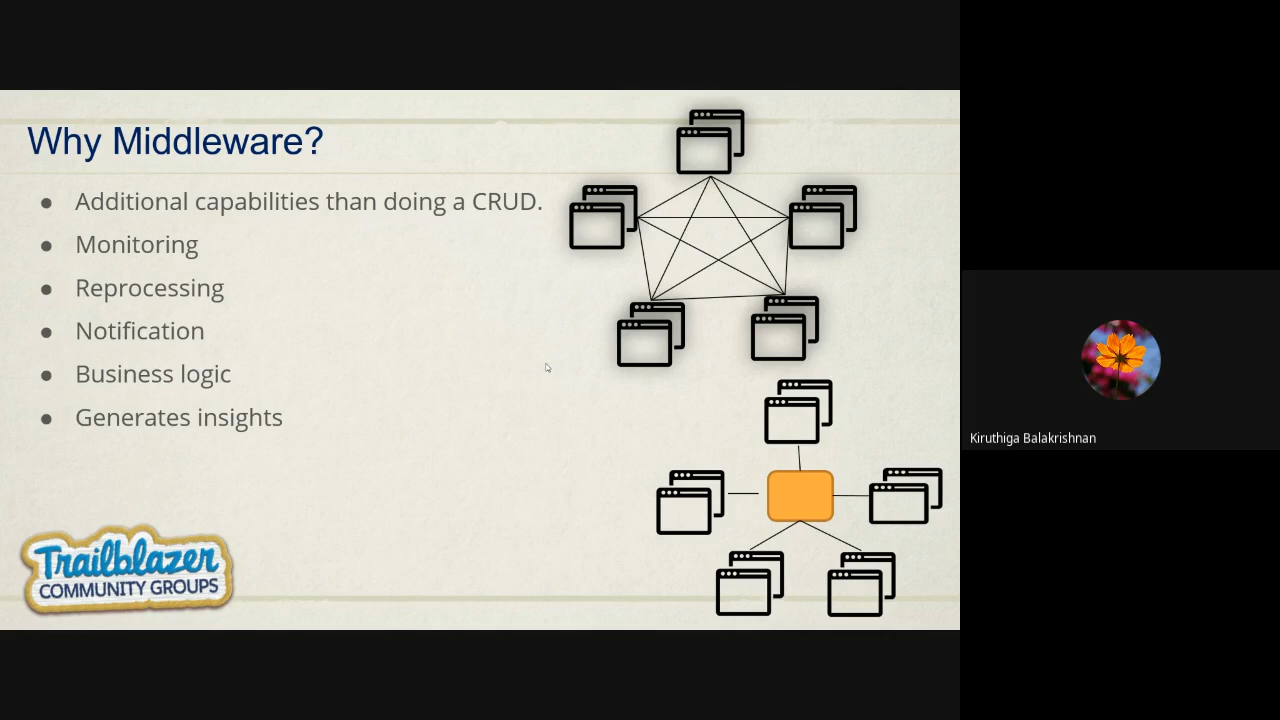 Why Middleware?
● Additional capabilities than doing a CRUD.
● Monitoring
● Reprocessing
● Notification
● Business logic
● Generates insights
Trailblazer
COMMUNITY GROUPS
Kiruthiga Balakrishnan